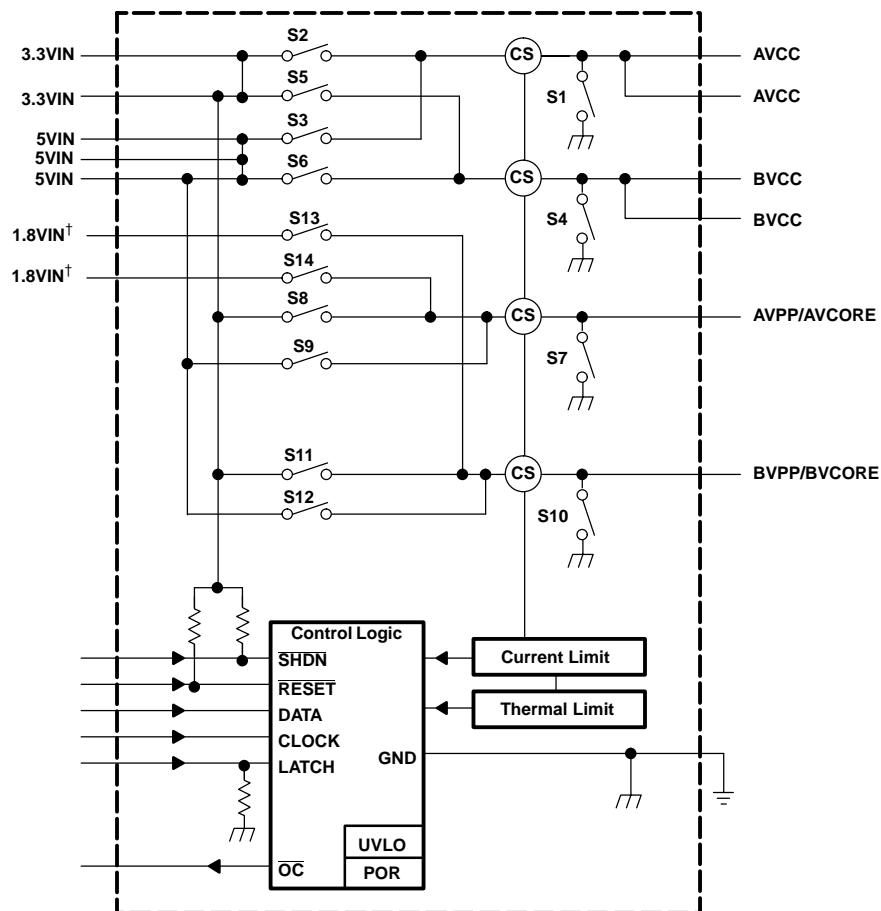 S2
3.3VIN
CS
AVCC
S5
3.3VIN
S1
AVCC
S3
5VIN
5VIN
S6
5VIN
CS
BVCC
S13
S4
BVCC
1.8VIN†
S14
1.8VIN†
S8
CS
AVPP/AVCORE
S9
S7
S11
CS
BVPP/BVCORE
S12
S10
Control Logic
SHDN
Current Limit
RESET
DATA
Thermal Limit
CLOCK
GND
LATCH
UVLO
OC
POR